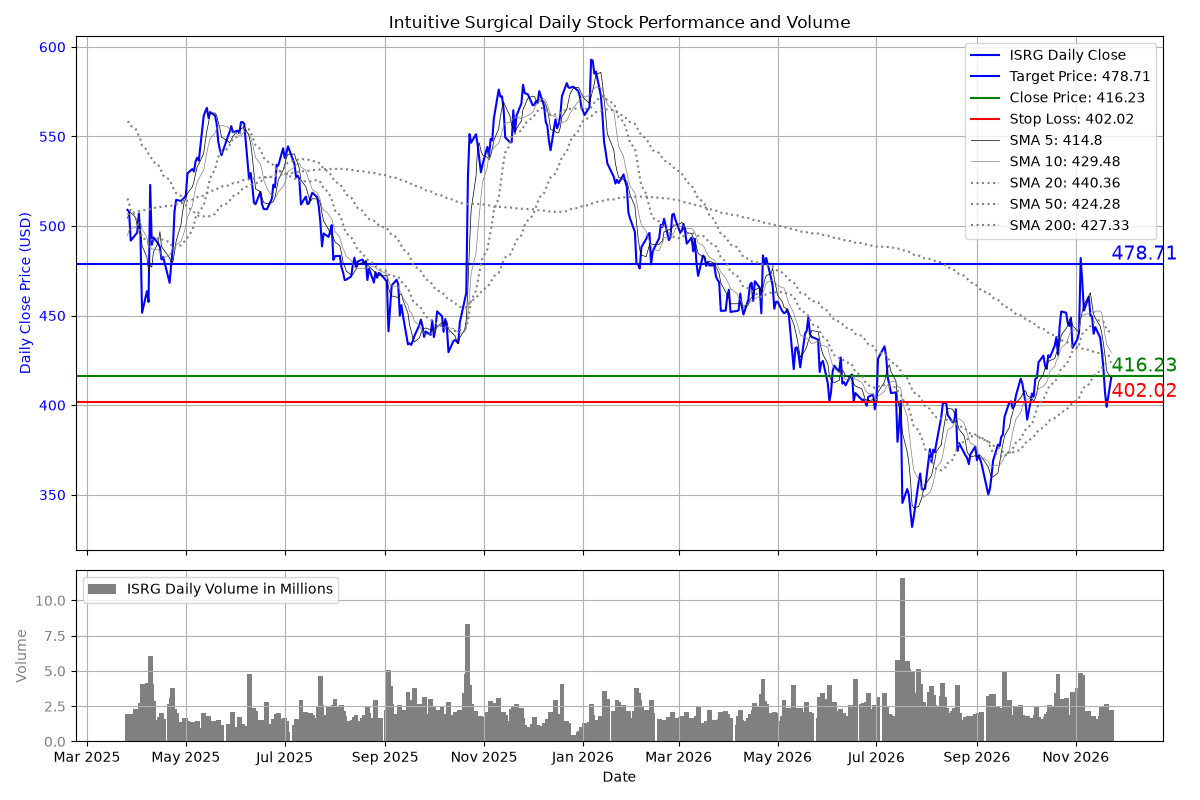 Intuitive Surgical Daily Stock Performance and Volume
600
550
500
450
400
350
Daily Close Price (USD)
ISRG Daily Close
Target Price: 478.71
Close Price: 416.23
Stop Loss: 402.02
SMA 5: 414.8
SMA 10: 429.48
SMA 20: 440.36
SMA 50: 424.28
SMA 200: 427.33
478.71
416.23
402.02
ISRG Daily Volume in Millions
10.0
7.5
5.0
2.5
0.0
Volume
Mar 2025 May 2025 Jul 2025 Sep 2025 Nov 2025 Jan 2026 Mar 2026 May 2026 Jul 2026 Sep 2026 Nov 2026
Date